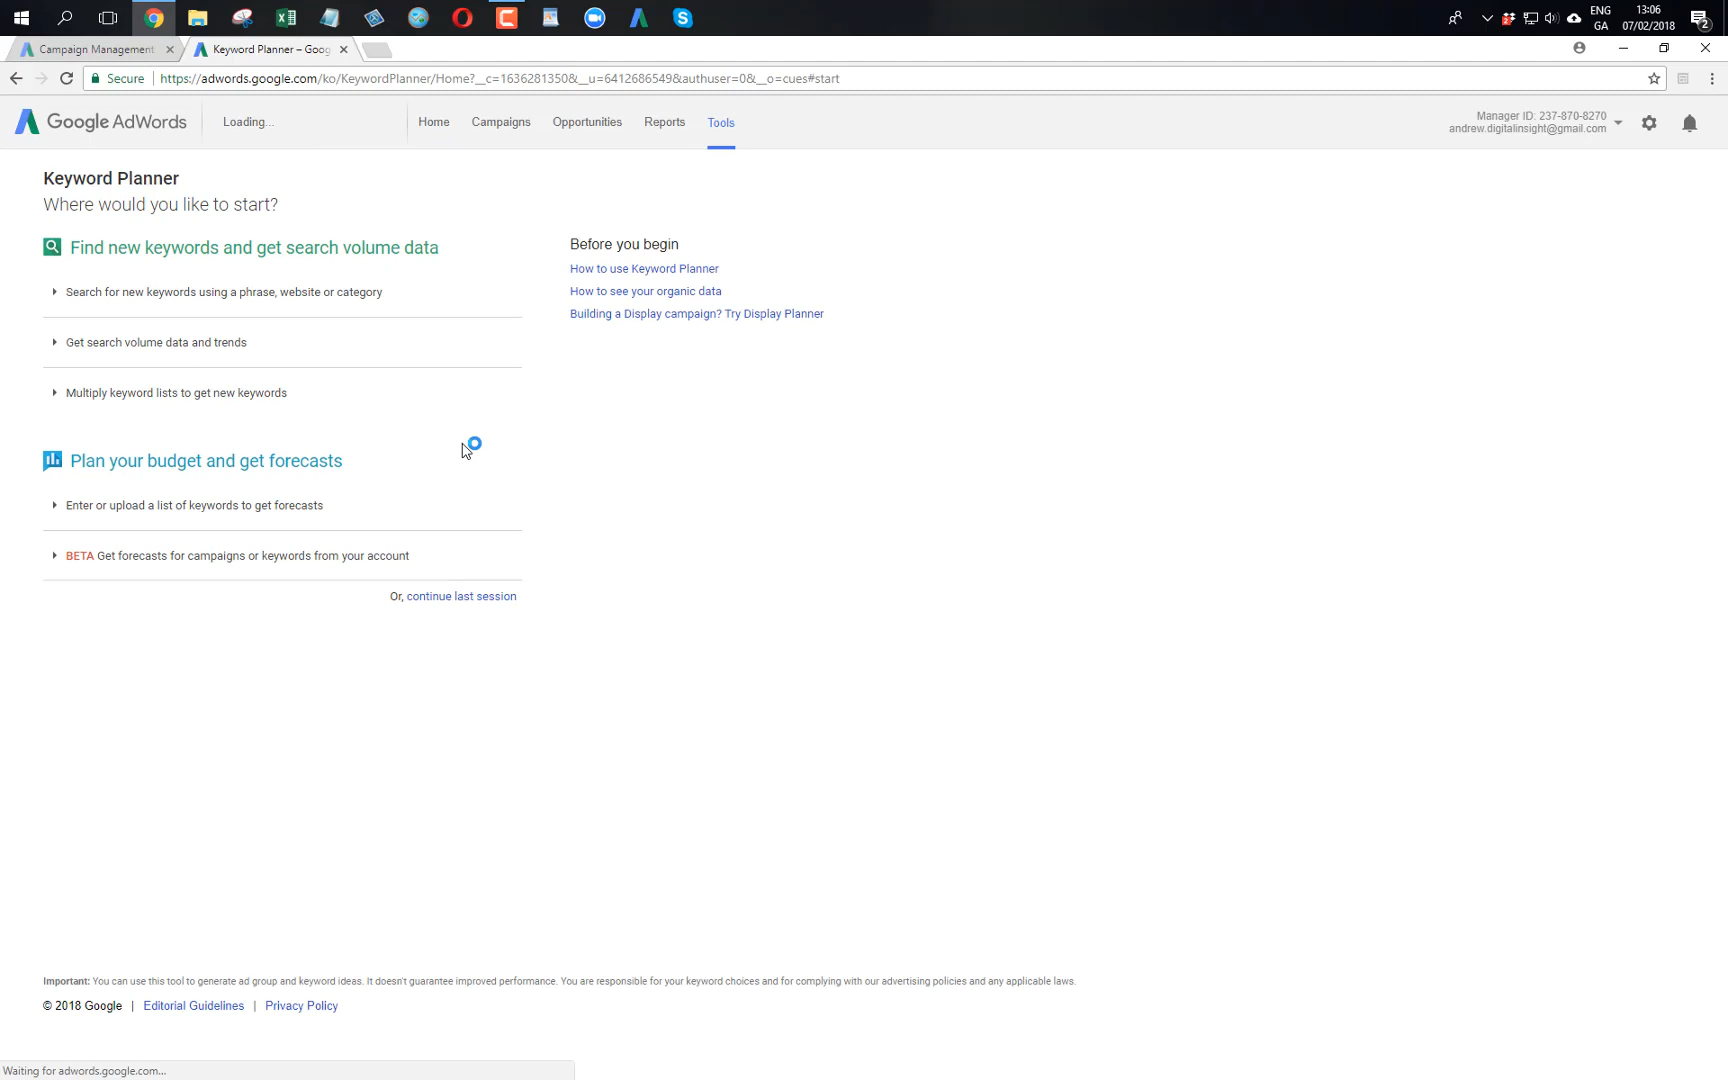 ENG
GA
13:06
07/02/2018
2
Campaign Management
Keyword Planner – Goog
Secure
https://adwords.google.com/ko/KeywordPlanner/Home?__c=1636281350&__u=6412686549&authuser=0&__o=cues#start
Google AdWords
Loading...
Home
Campaigns
Opportunities
Reports
Tools
Manager ID: 237-870-8270
andrew.digitalinsight@gmail.com
Keyword Planner
Where would you like to start?
Find new keywords and get search volume data
Search for new keywords using a phrase, website or category
Get search volume data and trends
Multiply keyword lists to get new keywords
Plan your budget and get forecasts
Enter or upload a list of keywords to get forecasts
BETA Get forecasts for campaigns or keywords from your account
Or, continue last session
Before you begin
How to use Keyword Planner
How to see your organic data
Building a Display campaign? Try Display Planner
Important: You can use this tool to generate ad group and keyword ideas. It doesn't guarantee improved performance. You are responsible for your keyword choices and for complying with our advertising policies and any applicable laws.
© 2018 Google | Editorial Guidelines | Privacy Policy
Waiting for adwords.google.com...